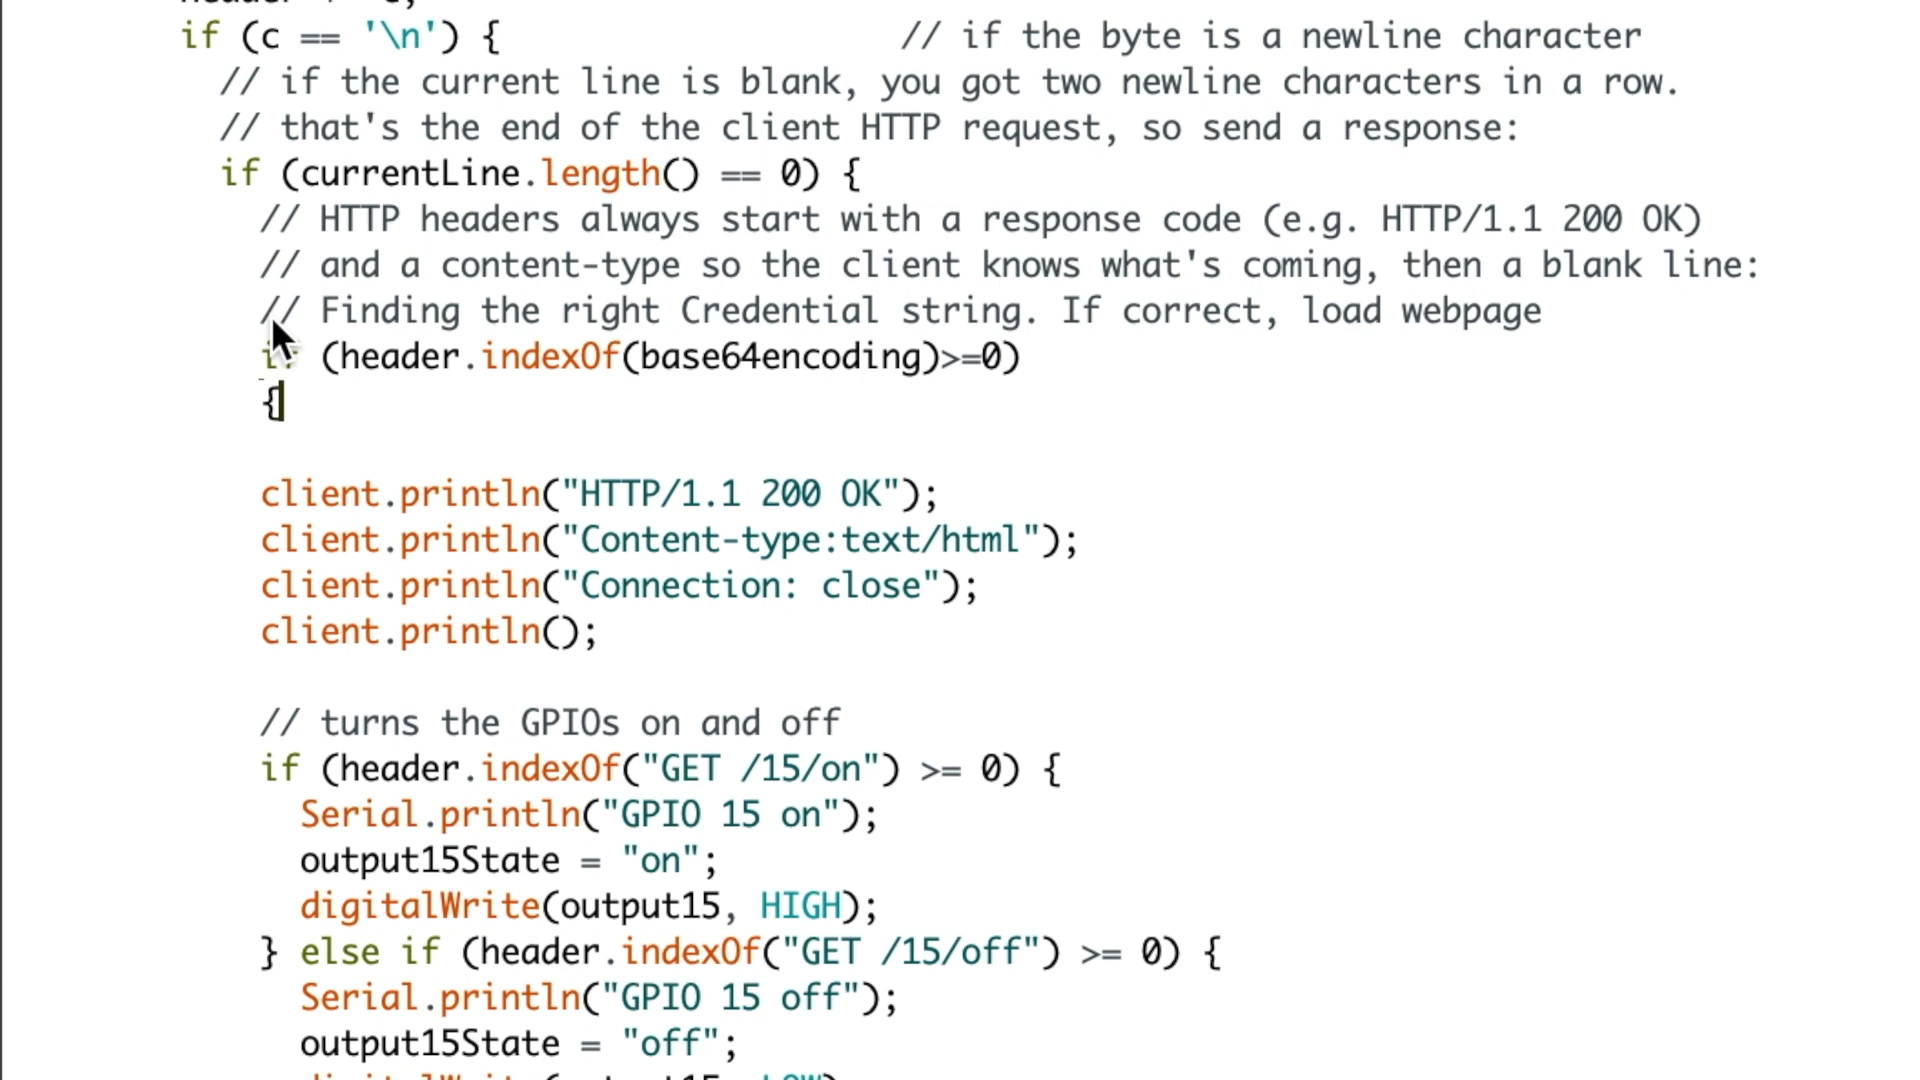 if (c == '\n') { // if the byte is a newline character
// if the current line is blank, you got two newline characters in a row.
// that's the end of the client HTTP request, so send a response:
if (currentLine.length() == 0) {
// HTTP headers always start with a response code (e.g. HTTP/1.1 200 OK)
// and a content-type so the client knows what's coming, then a blank line:
// Finding the right Credential string. If correct, load webpage
if (header.indexOf(base64encoding)>=0)
{
client.println("HTTP/1.1 200 OK");
client.println("Content-type:text/html");
client.println("Connection: close");
client.println();
// turns the GPIOs on and off
if (header.indexOf("GET /15/on") >= 0) {
Serial.println("GPIO 15 on");
output15State = "on";
digitalWrite(output15, HIGH);
} else if (header.indexOf("GET /15/off") >= 0) {
Serial.println("GPIO 15 off");
output15State = "off";